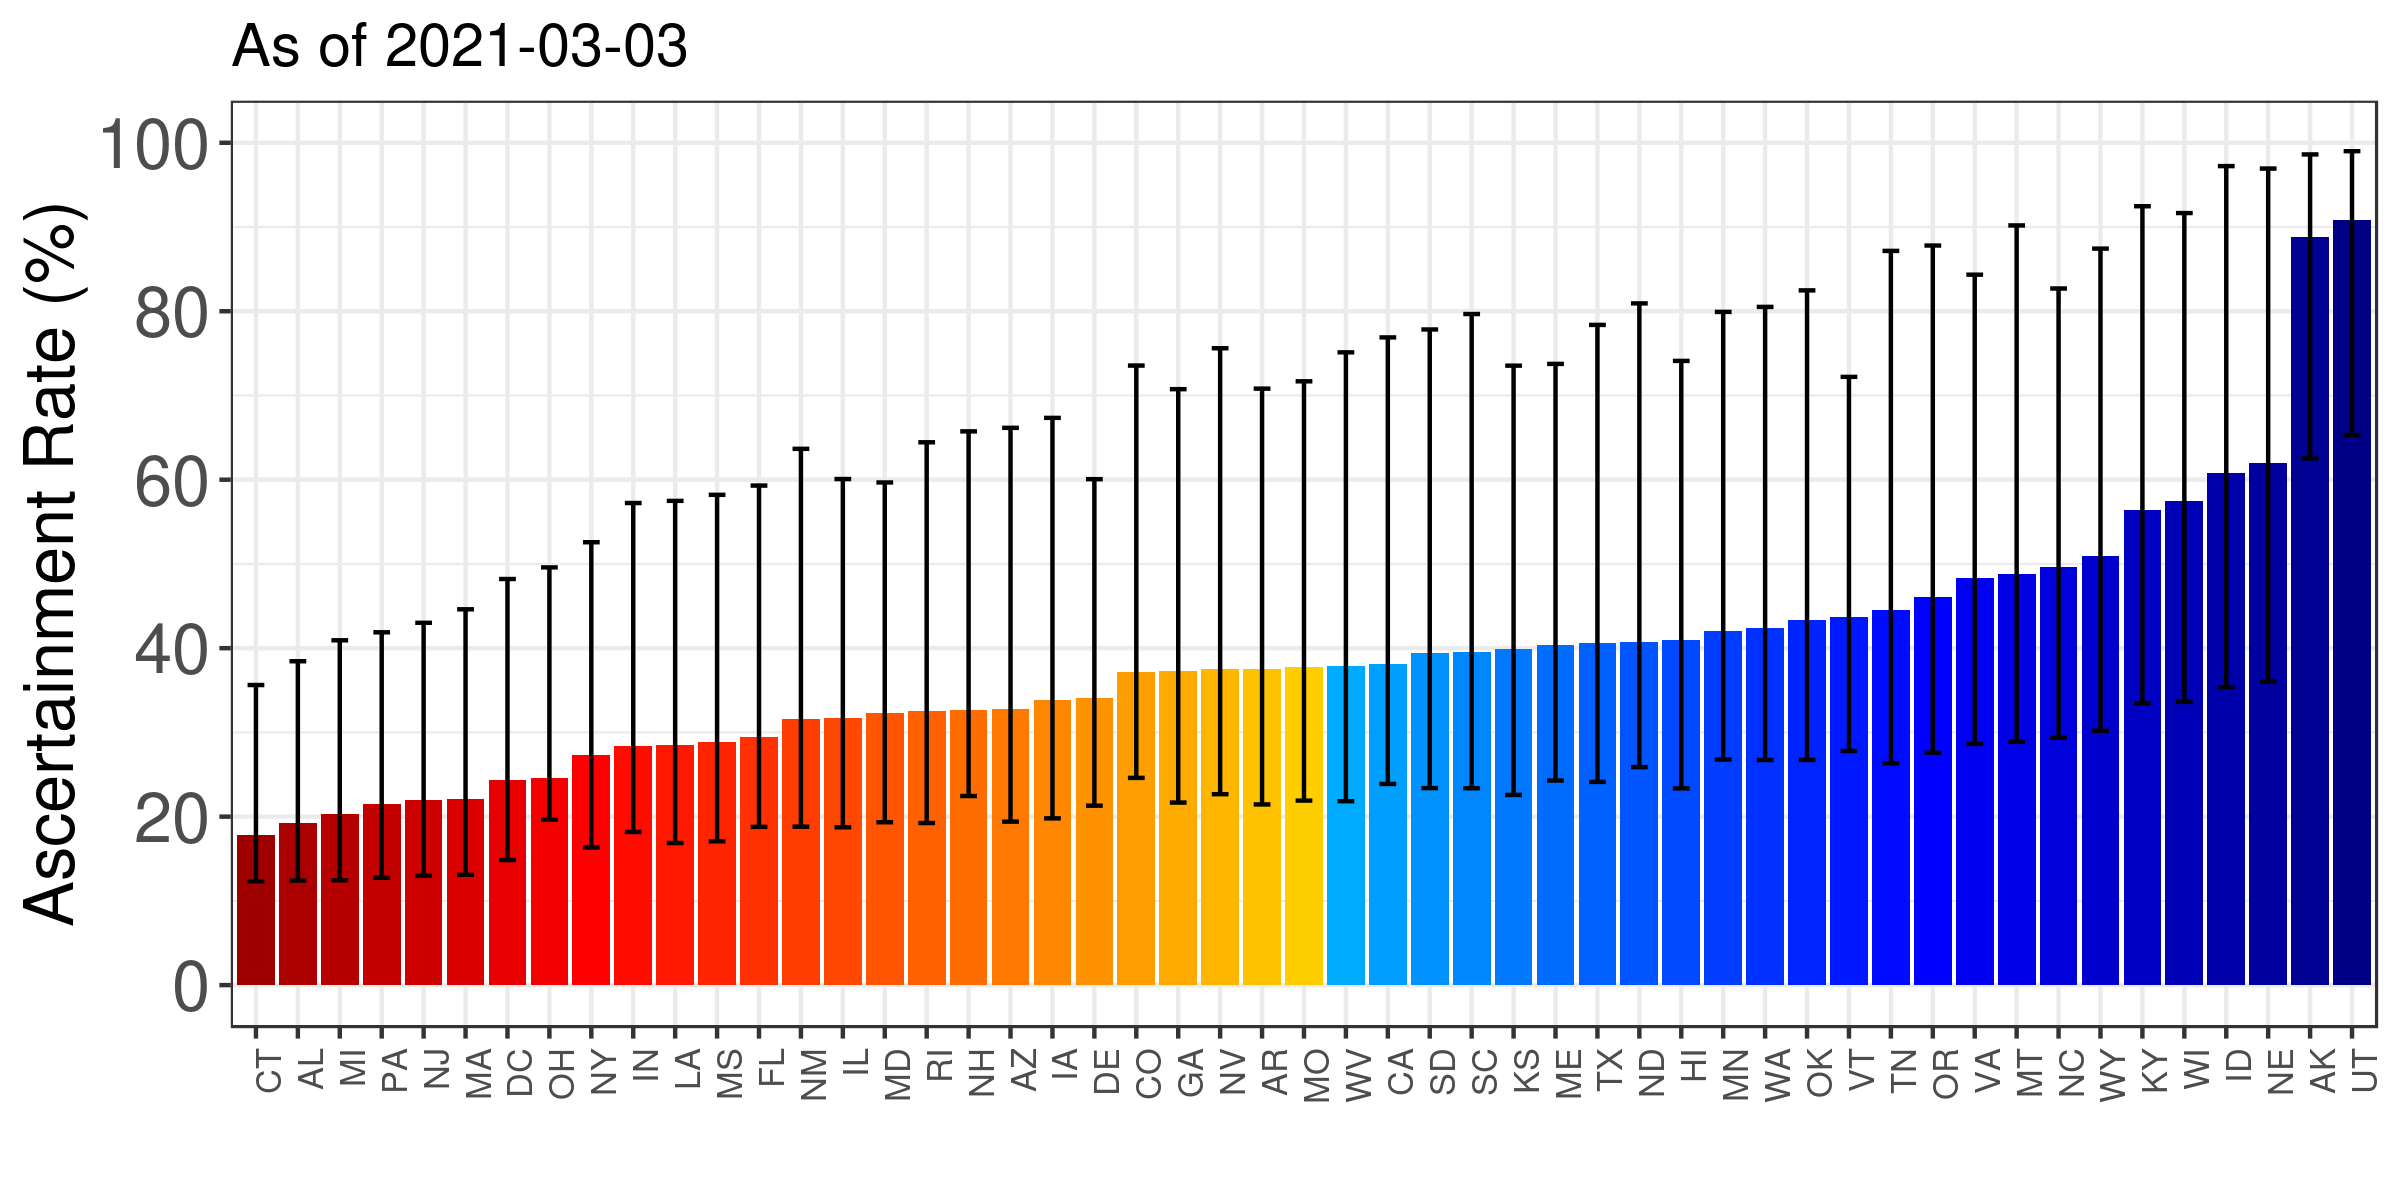 As of 2021-03-03
Ascertainment Rate (%)
100
80
60
40
20
0
CT AL MI PA NJ MA DC OH NY IN LA MS FL NM IL MD RI NH AZ IA DE CO GA NV AR MO WV CA SD SC KS ME TX ND HI MN WA OK VT TN OR VA MT NC WY KY WI ID NE AK UT